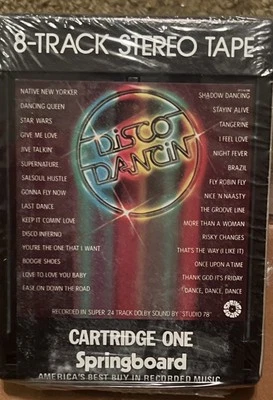 8-TRACK STEREO TAPE
NATIVE NEW YORKER
DANCING QUEEN
STAR WARS
GIVE ME LOVE
JIVE TALKIN'
SUPERNATURE
SALSOUL HUSTLE
GONNA FLY NOW
LAST DANCE
KEEP IT COMIN' LOVE
DISCO INFERNO
YOU'RE THE ONE THAT I WANT
BOOGIE SHOES
LOVE TO LOVE YOU BABY
EASE ON DOWN THE ROAD
DISCO
DANCIN'
SHADOW DANCING
STAYIN' ALIVE
TANGERINE
I FEEL LOVE
NIGHT FEVER
BRAZIL
FLY ROBIN FLY
NICE 'N NAASTY
THE GROOVE LINE
MORE THAN A WOMAN
RISKY CHANGES
THAT'S THE WAY (I LIKE IT)
ONCE UPON A TIME
THANK GOD IT'S FRIDAY
DANCE, DANCE, DANCE
RECORDED IN SUPER 24 TRACK DOLBY SOUND BY "STUDIO 78"
CARTRIDGE ONE
Springboard
AMERICA'S BEST BUY IN RECORDED MUSIC